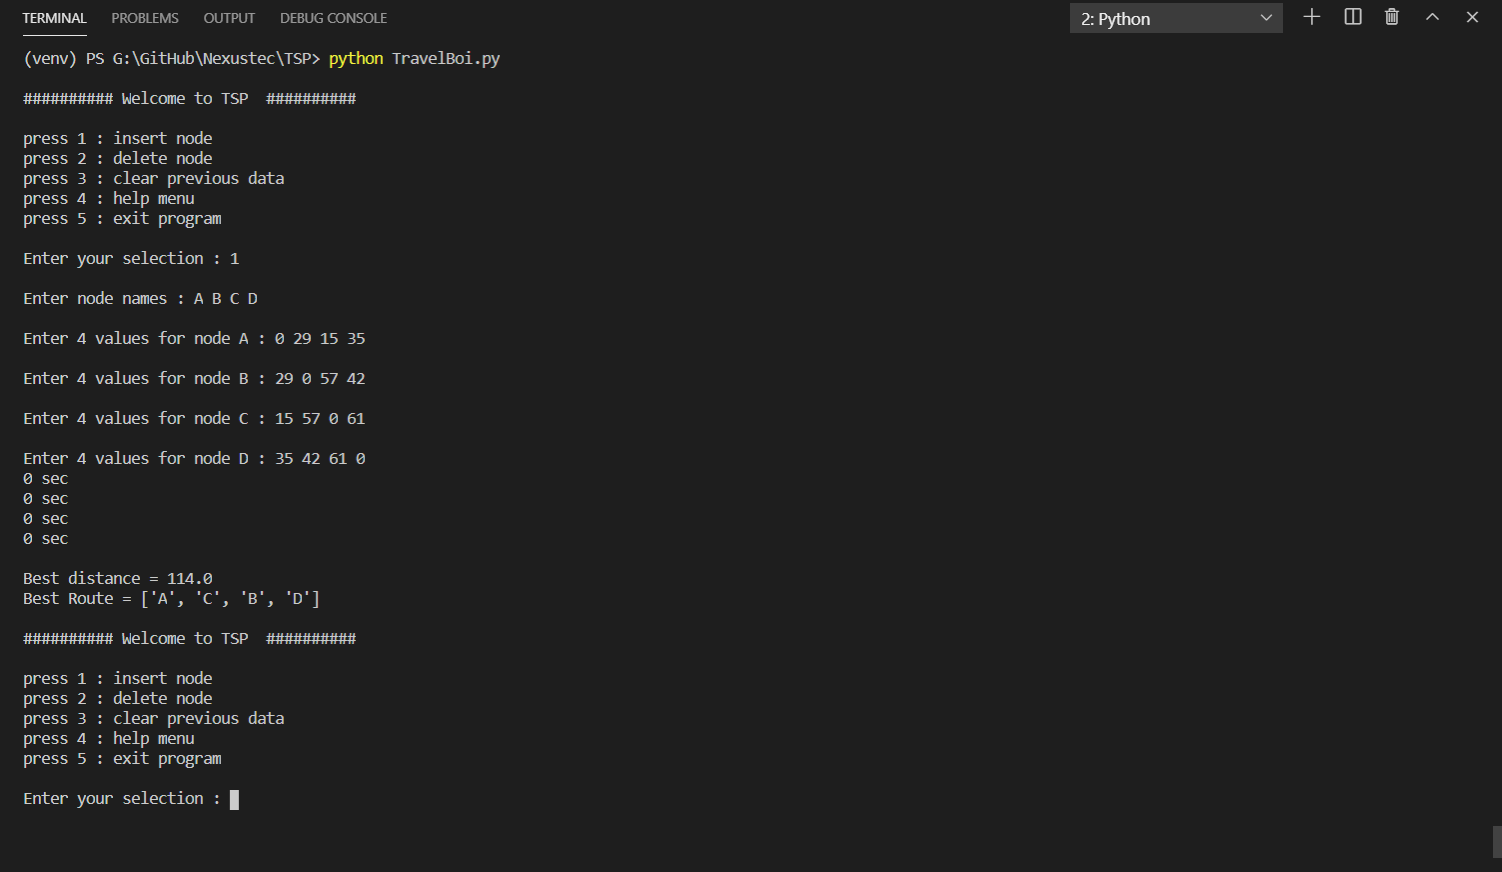 TERMINAL PROBLEMS OUTPUT DEBUG CONSOLE 2: Python
(venv) PS G:\GitHub\Nexustec\TSP> python TravelBoi.py
########## Welcome to TSP  ##########
press 1 : insert node
press 2 : delete node
press 3 : clear previous data
press 4 : help menu
press 5 : exit program
Enter your selection : 1
Enter node names : A B C D
Enter 4 values for node A : 0 29 15 35
Enter 4 values for node B : 29 0 57 42
Enter 4 values for node C : 15 57 0 61
Enter 4 values for node D : 35 42 61 0
0 sec
0 sec
0 sec
0 sec
Best distance = 114.0
Best Route = ['A', 'C', 'B', 'D']
########## Welcome to TSP  ##########
press 1 : insert node
press 2 : delete node
press 3 : clear previous data
press 4 : help menu
press 5 : exit program
Enter your selection :